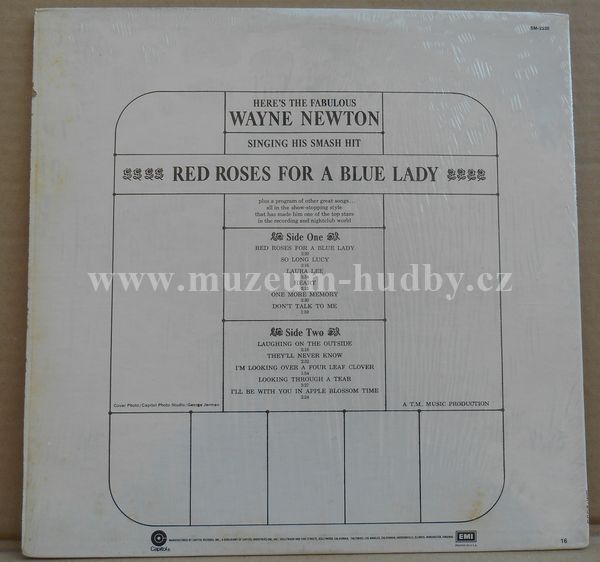 SM-2335
HERE'S THE FABULOUS
WAYNE NEWTON
SINGING HIS SMASH HIT
RED ROSES FOR A BLUE LADY
plus a program of other great songs...
all in the show-stopping style
that has made him one of the top stars
in the recording and nightclub world
Side One
RED ROSES FOR A BLUE LADY
SO LONG LUCY
LAURA LEE
www.muzeum-hudby.cz
HEART
ONE MORE MEMORY
DON'T TALK TO ME
Side Two
LAUGHING ON THE OUTSIDE
THEY'LL NEVER KNOW
I'M LOOKING OVER A FOUR LEAF CLOVER
LOOKING THROUGH A TEAR
I'LL BE WITH YOU IN APPLE BLOSSOM TIME
Cover Photo/Capitol Photo Studio/George Jerman
A T.M. MUSIC PRODUCTION
Capitol
EMI
16